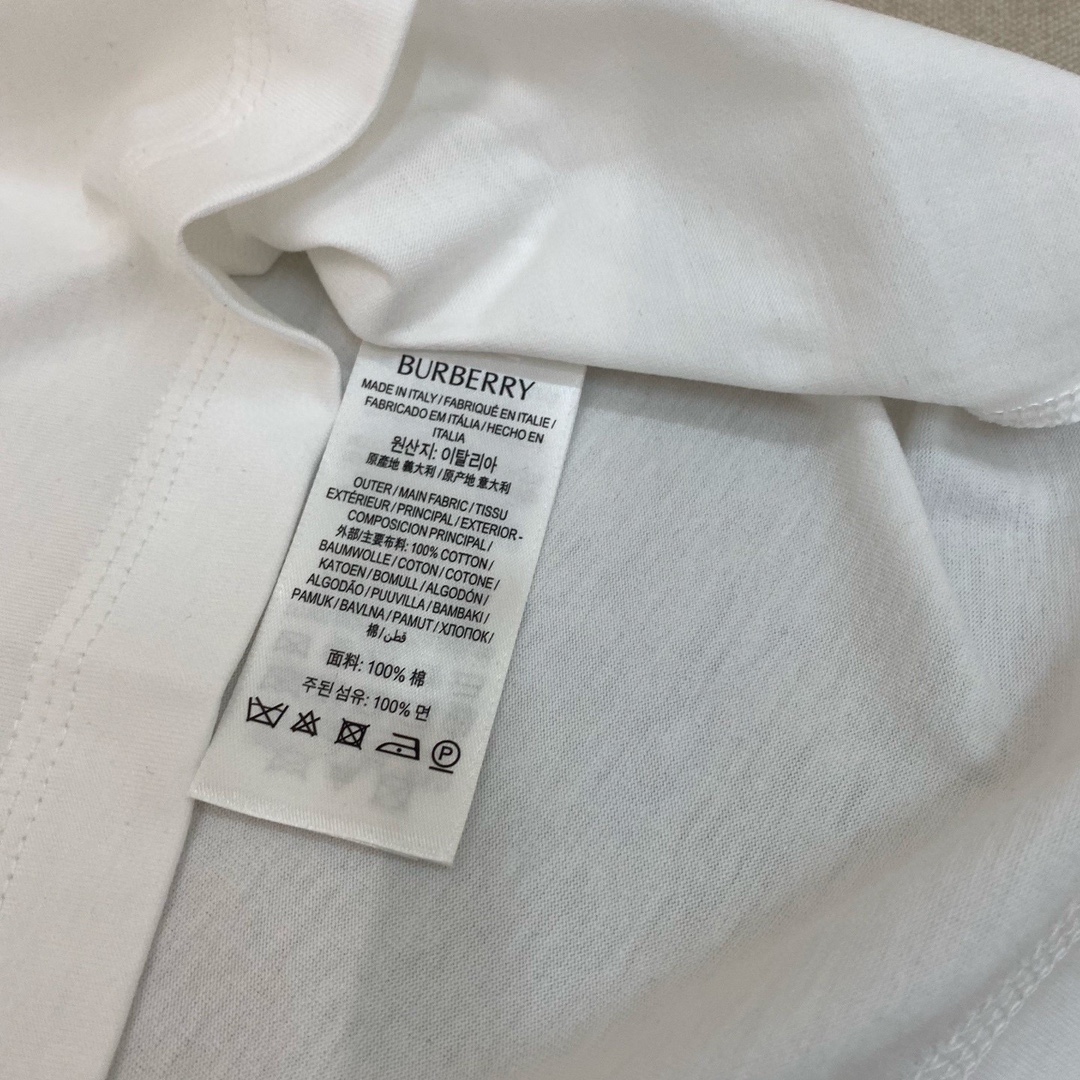 BURBERRY
MADE IN ITALY / FABRIQUÉ EN ITALIE /
FABRICADO EM ITÁLIA / HECHO EN
ITALIA
원산지: 이탈리아
原產地 義大利 / 原产地 意大利
OUTER / MAIN FABRIC / TISSU
EXTÉRIEUR / PRINCIPAL / EXTERIOR -
COMPOSICION PRINCIPAL /
外部/主要布料: 100% COTTON /
BAUMWOLLE / COTON / COTONE /
KATOEN / BOMULL / ALGODÓN /
ALGODÃO / PUUVILLA / BAMBAKI /
PAMUK / BAVLNA / PAMUT / ХЛОПОК /
棉 / قطن
面料: 100% 棉
주된 섬유: 100% 면
P